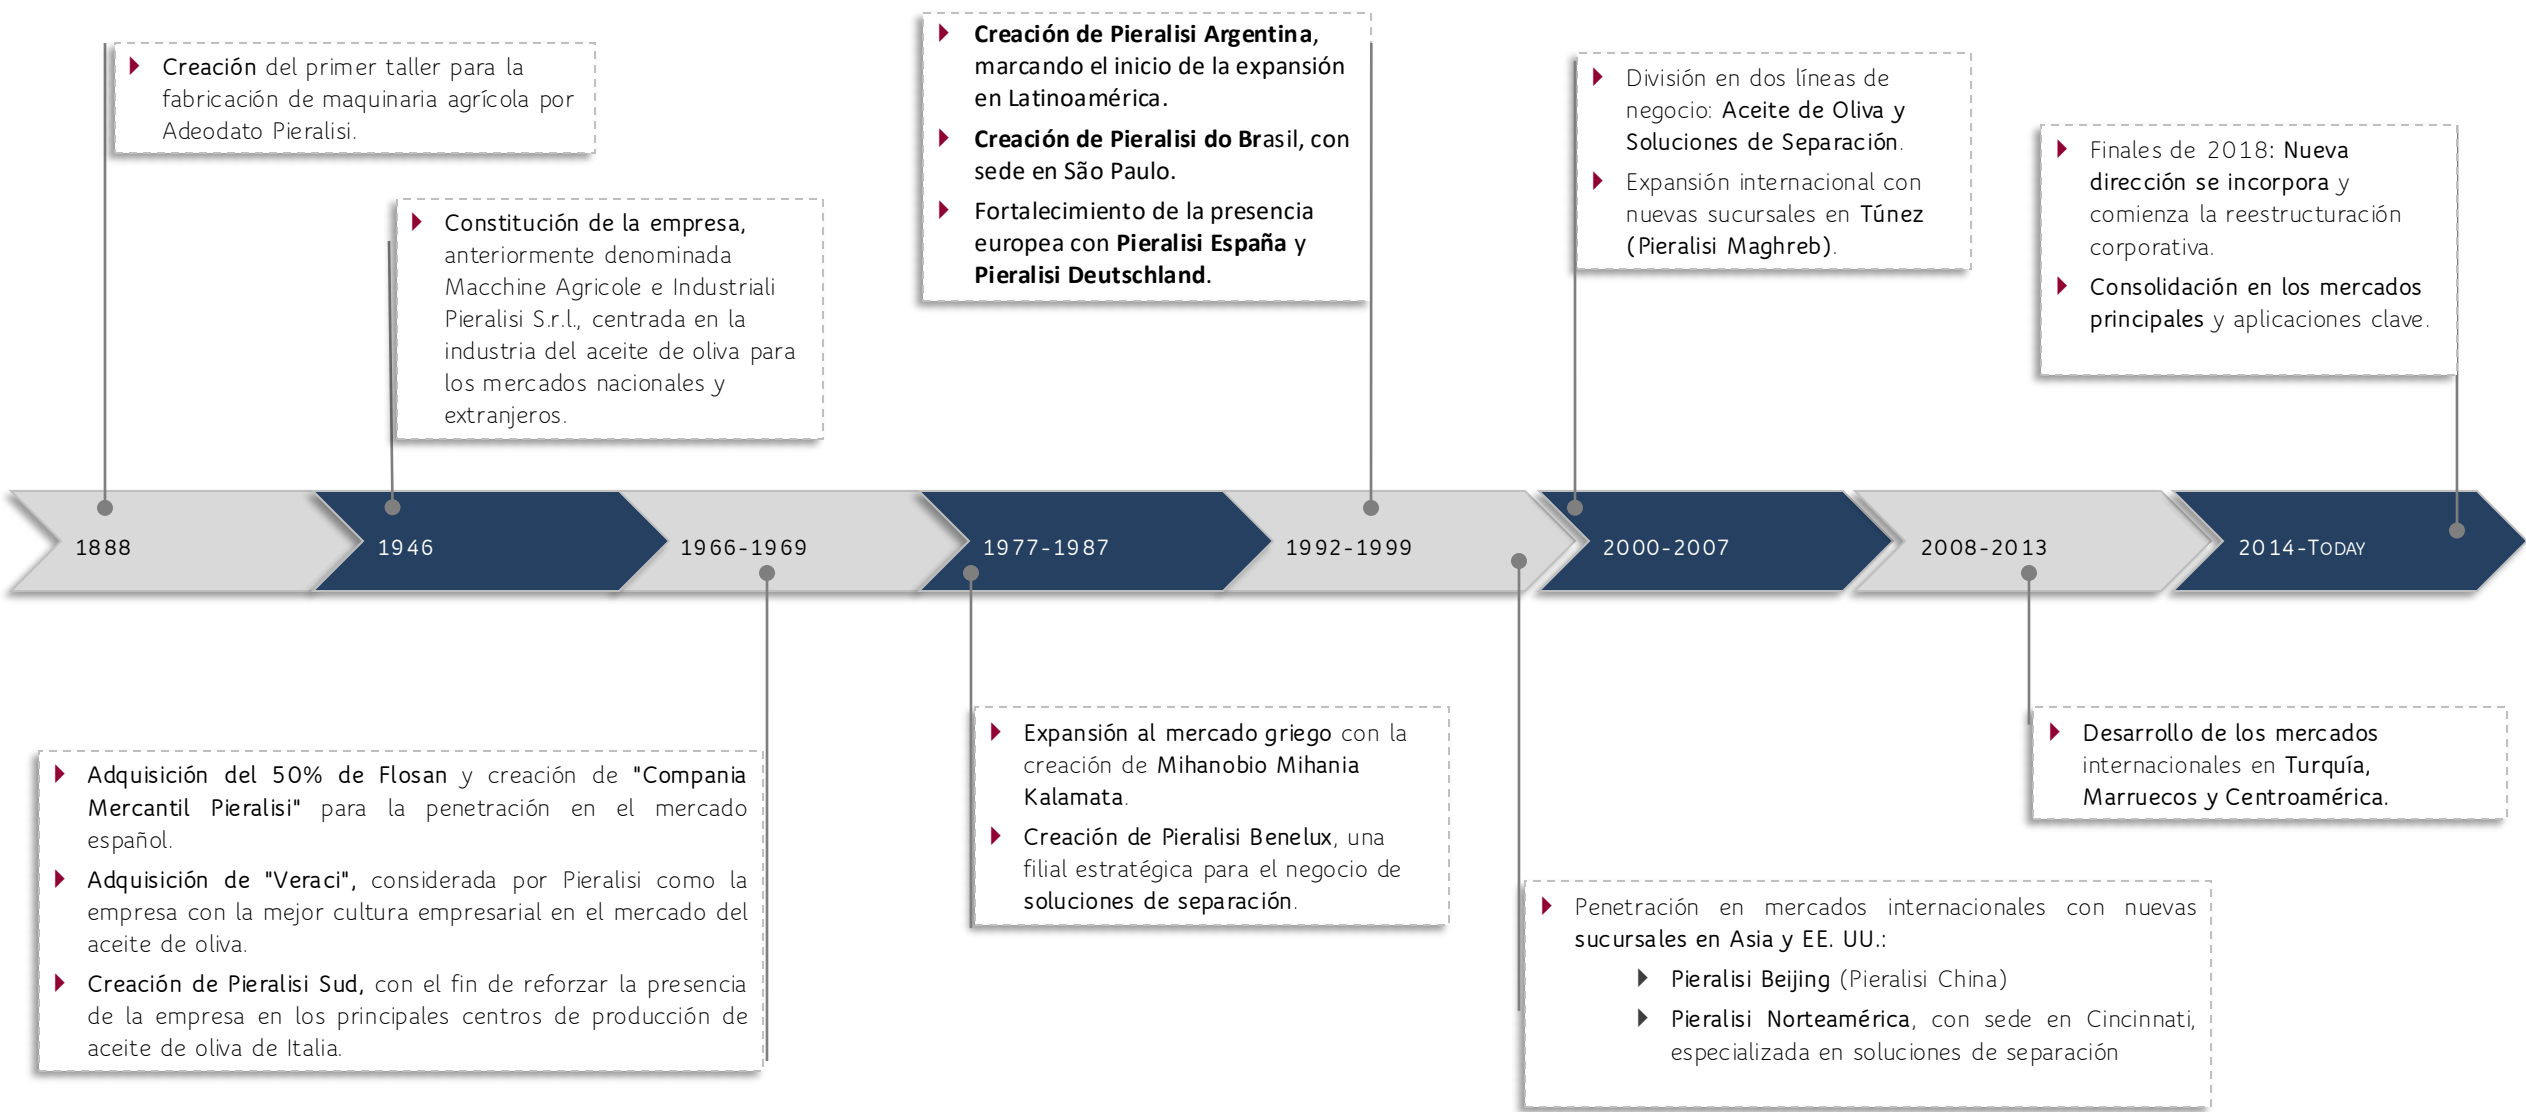 Creación del primer taller para la
fabricación de maquinaria agrícola por
Adeodato Pieralisi.
Constitución de la empresa,
anteriormente denominada
Macchine Agricole e Industriali
Pieralisi S.r.l., centrada en la
industria del aceite de oliva para
los mercados nacionales y
extranjeros.
Creación de Pieralisi Argentina,
marcando el inicio de la expansión
en Latinoamérica.
Creación de Pieralisi do Brasil, con
sede en São Paulo.
Fortalecimiento de la presencia
europea con Pieralisi España y
Pieralisi Deutschland.
División en dos líneas de
negocio: Aceite de Oliva y
Soluciones de Separación.
Expansión internacional con
nuevas sucursales en Túnez
(Pieralisi Maghreb).
Finales de 2018: Nueva
dirección se incorpora y
comienza la reestructuración
corporativa.
Consolidación en los mercados
principales y aplicaciones clave.
1888
1946
1966-1969
1977-1987
1992-1999
2000-2007
2008-2013
2014-Today
Adquisición del 50% de Flosan y creación de "Compania
Mercantil Pieralisi" para la penetración en el mercado
español.
Adquisición de "Veraci", considerada por Pieralisi como la
empresa con la mejor cultura empresarial en el mercado del
aceite de oliva.
Creación de Pieralisi Sud, con el fin de reforzar la presencia
de la empresa en los principales centros de producción de
aceite de oliva de Italia.
Expansión al mercado griego con la
creación de Mihanobio Mihania
Kalamata.
Creación de Pieralisi Benelux, una
filial estratégica para el negocio de
soluciones de separación.
Penetración en mercados internacionales con nuevas
sucursales en Asia y EE. UU.:
Pieralisi Beijing (Pieralisi China)
Pieralisi Norteamérica, con sede en Cincinnati,
especializada en soluciones de separación
Desarrollo de los mercados
internacionales en Turquía,
Marruecos y Centroamérica.